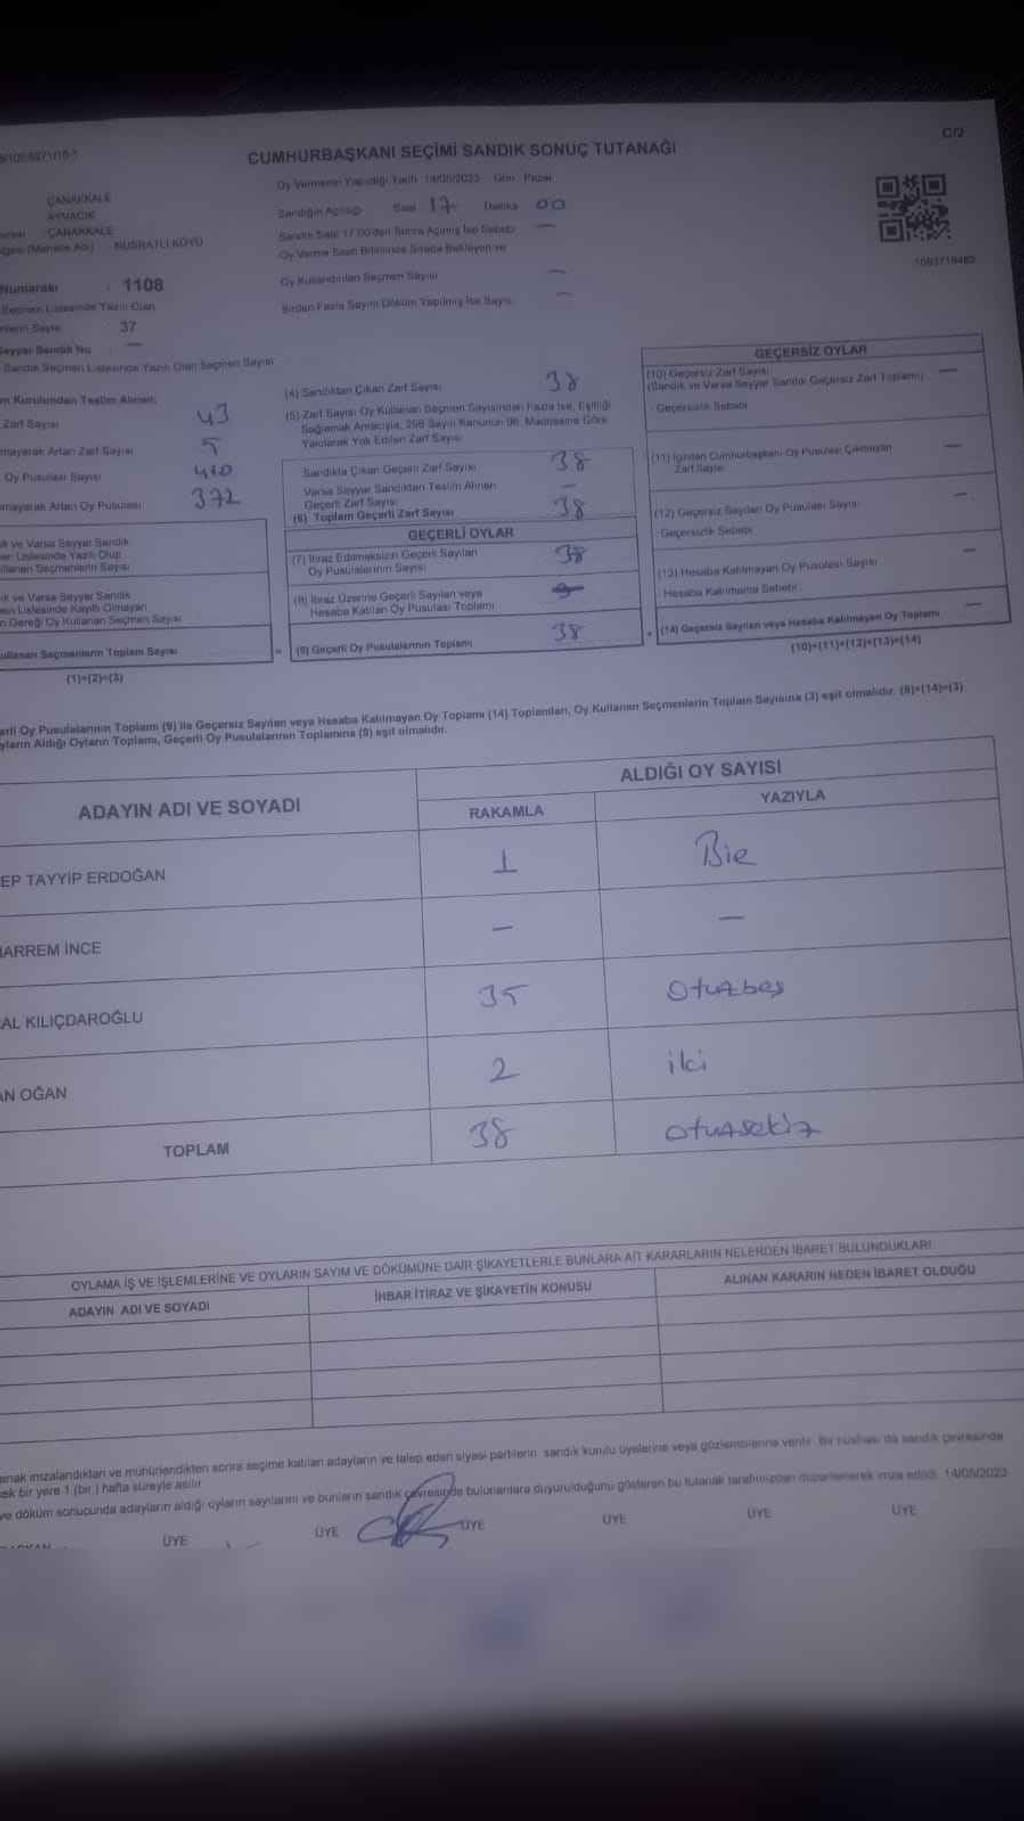 C/2
CUMHURBAŞKANI SEÇİMİ SANDIK SONUÇ TUTANAĞI
Oy Vermenin Yapıldığı Tarih 14/05/2023 Gün Pazar
ÇANAKKALE
AYVACIK
ÇANAKKALE
(Mahalle Adı) NUSRATLI KÖYÜ
Sandığın Açılışı Saat 17 Dakika 00
Sandık Saat 17:00'den Sonra Açılmış İse Sebebi —
Oy Verme Saati Bitiminde Sırada Bekleyen ve
Oy Kullandırılan Seçmen Sayısı —
Birden Fazla Sayım Döküm Yapılmış İse Sayısı —
1108
37
—
Sandık Seçmen Listesinde Yazılı Olan Seçmen Sayısı
Kurulundan Teslim Alınan
Zarf Sayısı 43
Artan Zarf Sayısı 5
Oy Pusulası Sayısı 410
Artan Oy Pusulası 372
(4) Sandıktan Çıkan Zarf Sayısı 38
(5) Zarf Sayısı Oy Kullanan Seçmen Sayısından Fazla İse, Eşitliği
Sağlamak Amacıyla, 298 Sayılı Kanunun 98. Maddesine Göre
Yakılarak Yok Edilen Zarf Sayısı
Sandıkta Çıkan Geçerli Zarf Sayısı 38
Varsa Seyyar Sandıktan Teslim Alınan
Geçerli Zarf Sayısı —
(6) Toplam Geçerli Zarf Sayısı 38
GEÇERLİ OYLAR
(7) İtiraz Edilmeksizin Geçerli Sayılan
Oy Pusulalarının Sayısı 38
(8) İtiraz Üzerine Geçerli Sayılan veya
Hesaba Katılan Oy Pusulası Toplamı
(9) Geçerli Oy Pusulalarının Toplamı 38
GEÇERSİZ OYLAR
(10) Geçersiz Zarf Sayısı —
(Sandık ve Varsa Seyyar Sandık Geçersiz Zarf Toplamı)
Geçersizlik Sebebi
(11) İçinden Cumhurbaşkanı Oy Pusulası Çıkmayan
Zarf Sayısı —
(12) Geçersiz Sayılan Oy Pusulası Sayısı —
Geçersizlik Sebebi
(13) Hesaba Katılmayan Oy Pusulası Sayısı —
Hesaba Katılmama Sebebi
(14) Geçersiz Sayılan veya Hesaba Katılmayan Oy Toplamı —
(10)+(11)+(12)+(13)=(14)
ve Varsa Seyyar Sandık
Listesinde Yazılı Olup
Kullanan Seçmenlerin Sayısı
ve Varsa Seyyar Sandık
Listesinde Kayıtlı Olmayan
Gereği Oy Kullanan Seçmen Sayısı
Kullanan Seçmenlerin Toplam Sayısı
(1)+(2)=(3)
Oy Pusulalarının Toplamı (9) ile Geçersiz Sayılan veya Hesaba Katılmayan Oy Toplamı (14) Toplamları, Oy Kullanan Seçmenlerin Toplam Sayısına (3) eşit olmalıdır. (9)+(14)=(3)
Aldığı Oyların Toplamı, Geçerli Oy Pusulalarının Toplamına (9) eşit olmalıdır.
ADAYIN ADI VE SOYADI
ALDIĞI OY SAYISI
RAKAMLA YAZIYLA
EP TAYYİP ERDOĞAN 1 Bir
ARREM İNCE — —
AL KILIÇDAROĞLU 35 Otuzbeş
AN OĞAN 2 iki
TOPLAM 38 otuzsekiz
OYLAMA İŞ VE İŞLEMLERİNE VE OYLARIN SAYIM VE DÖKÜMÜNE DAİR ŞİKAYETLERLE BUNLARA AİT KARARLARIN NELERDEN İBARET BULUNDUKLARI
ADAYIN ADI VE SOYADI İHBAR İTİRAZ VE ŞİKAYETİN KONUSU ALINAN KARARIN NEDEN İBARET OLDUĞU
imzalandıktan ve mühürlendikten sonra seçime katılan adayların ve talep eden siyasi partilerin sandık kurulu üyelerine veya gözlemcilerine verilir. Bir nüshası da sandık çevresinde
bir yere 1 (bir) hafta süreyle asılır.
ve döküm sonucunda adayların aldığı oyların sayılarını ve bunların sandık çevresinde bulunanlara duyurulduğunu gösteren bu tutanak tarafımızdan düzenlenerek imza edildi. 14/05/2023
ÜYE ÜYE ÜYE ÜYE ÜYE ÜYE